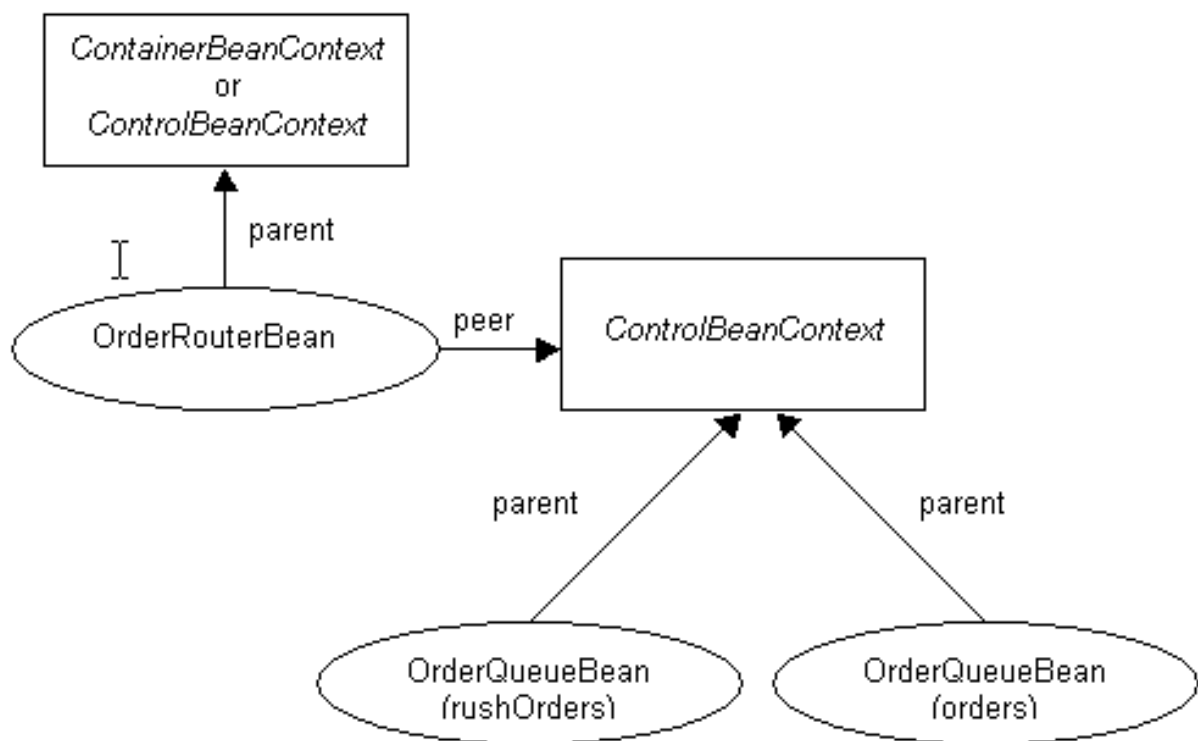 ContainerBeanContext
or
ControlBeanContext
parent
OrderRouterBean
peer
ControlBeanContext
parent
parent
OrderQueueBean
(rushOrders)
OrderQueueBean
(orders)